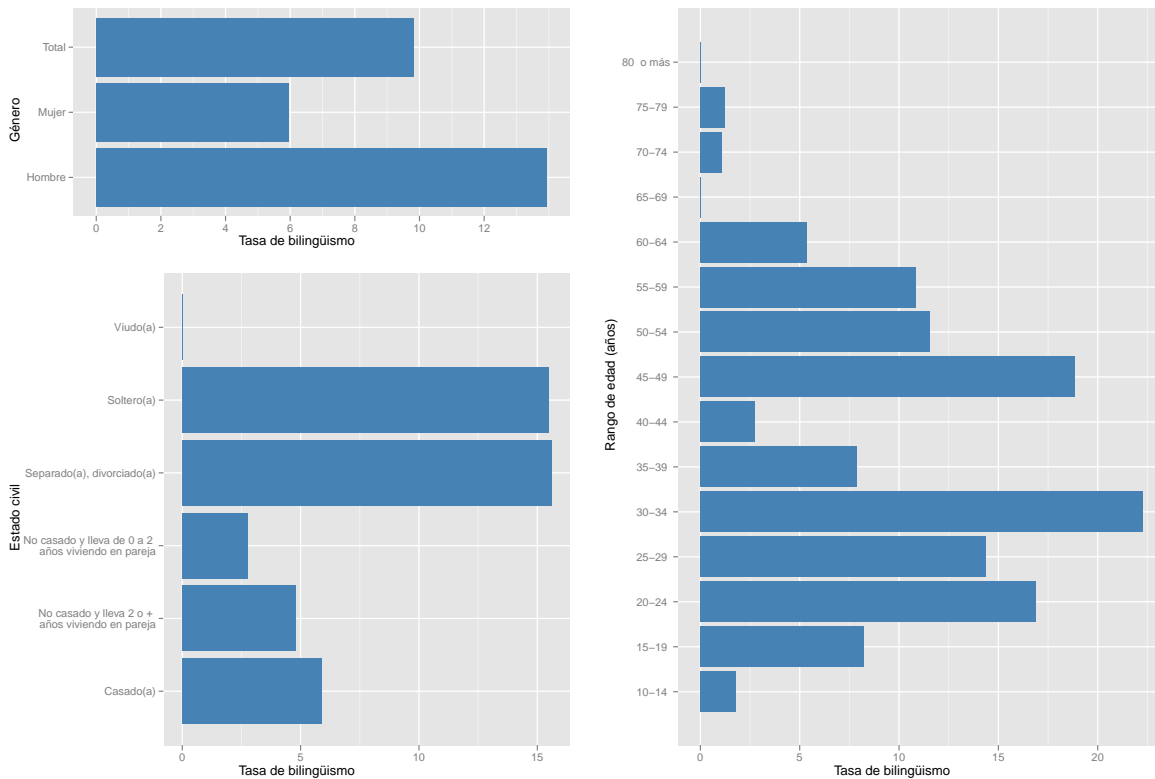 Total
Mujer
Hombre
Género
0 2 4 6 8 10 12
Tasa de bilingüismo
Viudo(a)
Soltero(a)
Separado(a), divorciado(a)
No casado y lleva de 0 a 2
años viviendo en pareja
No casado y lleva 2 o +
años viviendo en pareja
Casado(a)
Estado civil
0 5 10 15
Tasa de bilingüismo
80 o más
75−79
70−74
65−69
60−64
55−59
50−54
45−49
40−44
35−39
30−34
25−29
20−24
15−19
10−14
Rango de edad (años)
0 5 10 15 20
Tasa de bilingüismo